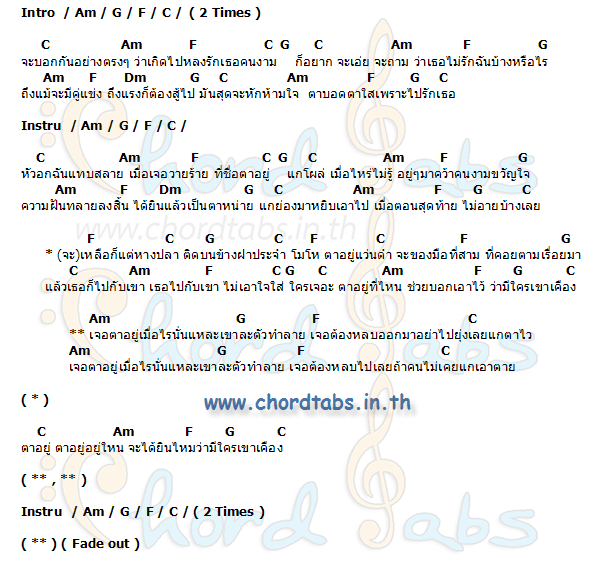 Intro / Am / G / F / C / ( 2 Times )
C Am F C G C Am F G
จะบอกกันอย่างตรงๆ ว่าเกิดไปหลงรักเธอคนงาม ก็อยาก จะเอ่ย จะถาม ว่าเธอไม่รักฉันบ้างหรือไร
Am F Dm G C Am F G C
ถึงแม้จะมีคู่แข่ง ถึงแรงก็ต้องสู้ไป มันสุดจะหักห้ามใจ ตาบอดตาใสเพราะไปรักเธอ
Instru / Am / G / F / C /
C Am F C G C Am F G
หัวอกฉันแทบสลาย เมื่อเจอวายร้าย ที่ชื่อตาอยู่ แกโผล่ เมื่อไหร่ไม่รู้ อยู่ๆมาคว้าคนงามขวัญใจ
Am F Dm G C Am F G C
ความฝันทลายลงสิ้น ได้ยินแล้วเป็นตาหน่าย แกย่องมาหยิบเอาไป เมื่อตอนสุดท้าย ไม่อายบ้างเลย
F C G C F C F G
* (จะ)เหลือก็แต่หางปลา ติดบนข้างฝาประจำ โมโห ตาอยู่แว่นดำ จะของมือที่สาม ที่คอยตามเรื่อยมา
C Am F C G C Am F G C
แล้วเธอก็ไปกับเขา เธอไปกับเขา ไม่เอาใจใส่ ใครเจอะ ตาอยู่ที่ไหน ช่วยบอกเอาไว้ ว่ามีใครเขาเคือง
Am G F C
** เจอตาอยู่เมื่อไรนั่นแหละเขาละตัวทำลาย เจอต้องหลบออกมาอย่าไปยุ่งเลยแกตาไว
Am G F C
เจอตาอยู่เมื่อไรนั่นแหละเขาละตัวทำลาย เจอต้องหลบไปเลยถ้าคนไม่เคยแกเอาตาย
( * )
www.chordtabs.in.th
C Am F G C
ตาอยู่ ตาอยู่อยู่ไหน จะได้ยินไหมว่ามีใครเขาเคือง
( ** , ** )
Instru / Am / G / F / C / ( 2 Times )
( ** ) ( Fade out )